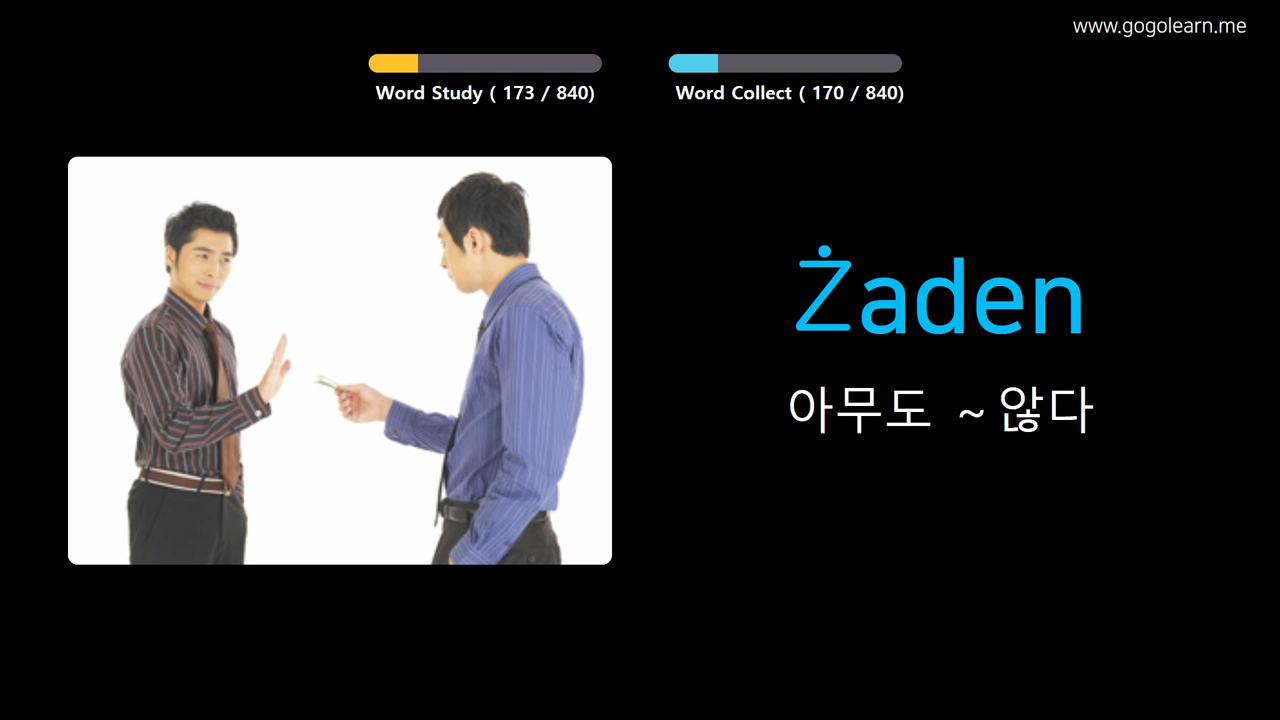 www.gogolearn.me
Word Study ( 173 / 840)
Word Collect ( 170 / 840)
Żaden
아무도 ~ 않다